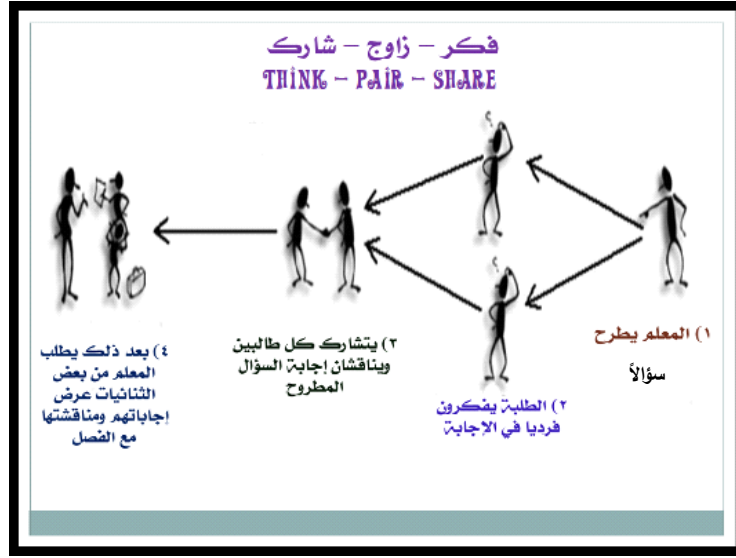 فكر – زاوج – شارك
THINK – PAIR – SHARE
؟
١) المعلم يطرح
سؤالاً
؟
٢) الطلبة يفكرون
فرديا في الإجابة
٣) يتشارك كل طالبين
ويناقشان إجابة السؤال
المطروح
٤) بعد ذلك يطلب
المعلم من بعض
الثنائيات عرض
إجاباتهم ومناقشتها
مع الفصل